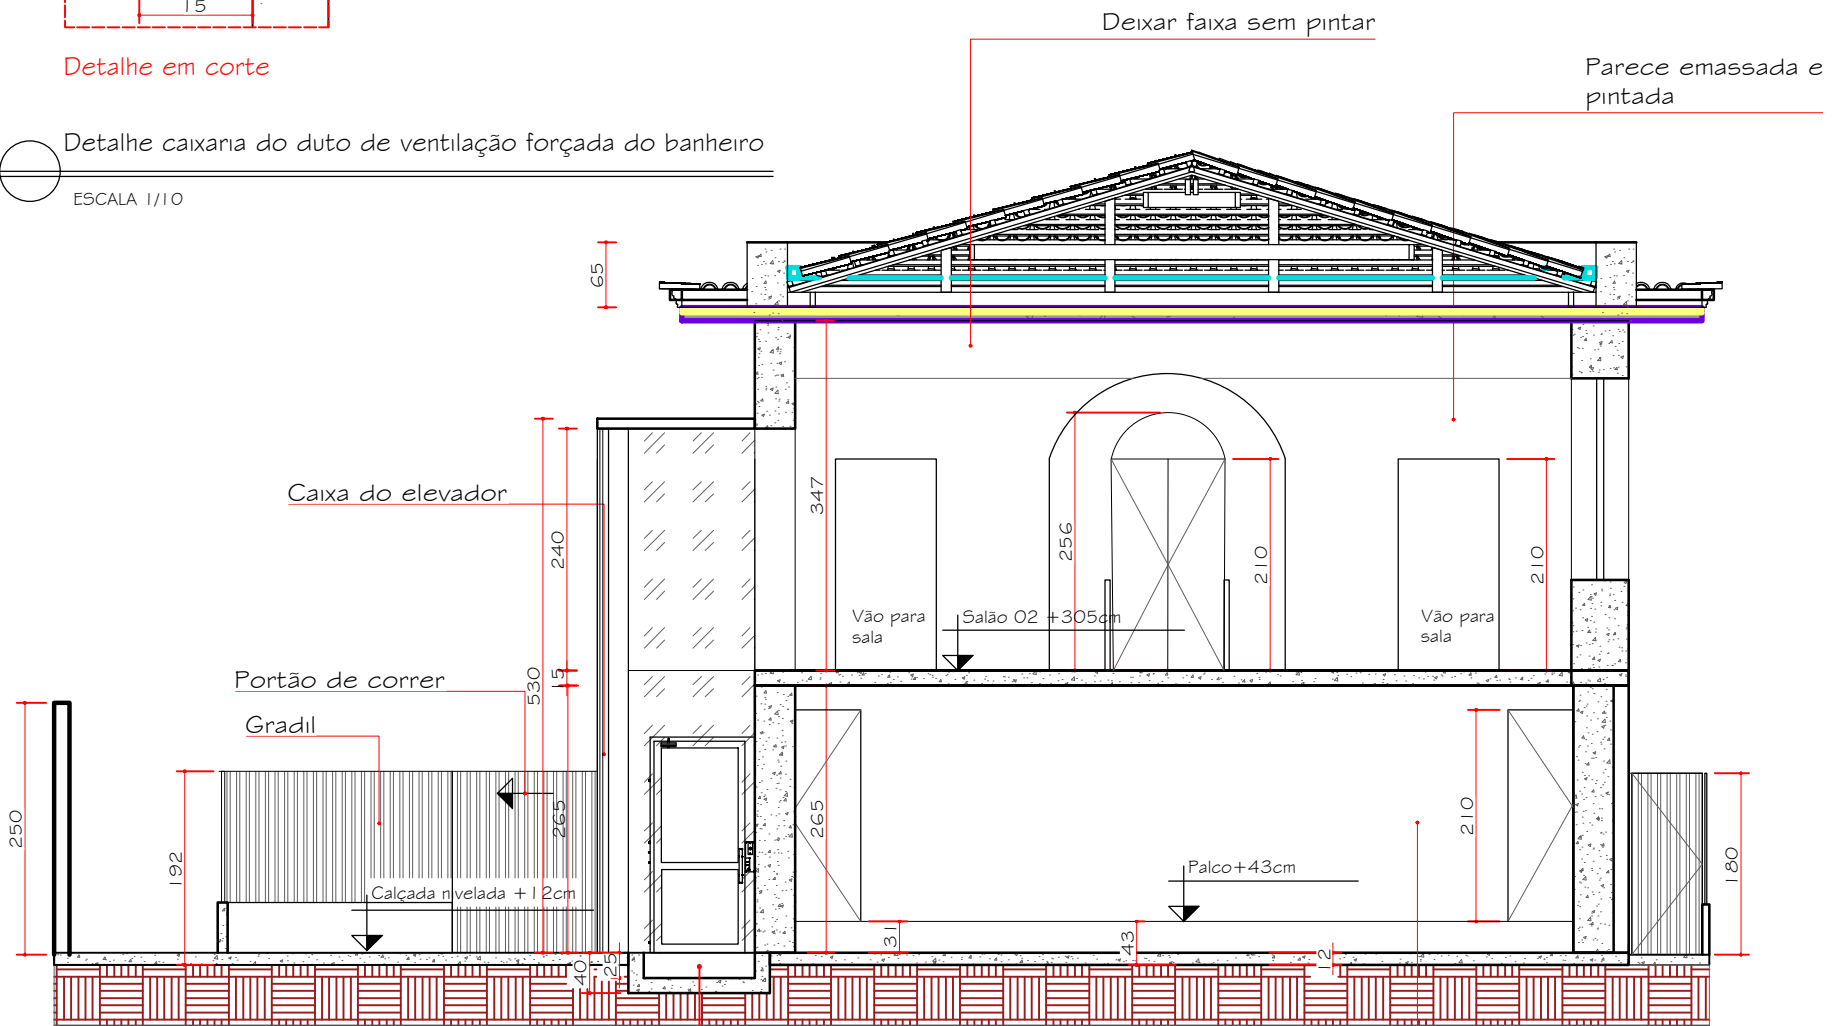 15
Deixar faixa sem pintar
Detalhe em corte
Parece emassada e
pintada
Detalhe caixaria do duto de ventilação forçada do banheiro
ESCALA 1/10
65
Caixa do elevador
347
240
256
210
210
Vão para
sala
Salão 02 +305cm
Vão para
sala
Portão de correr
530
15
Gradil
250
192
265
265
210
180
Palco+43cm
Calçada nivelada +12cm
31
43
12
40
25